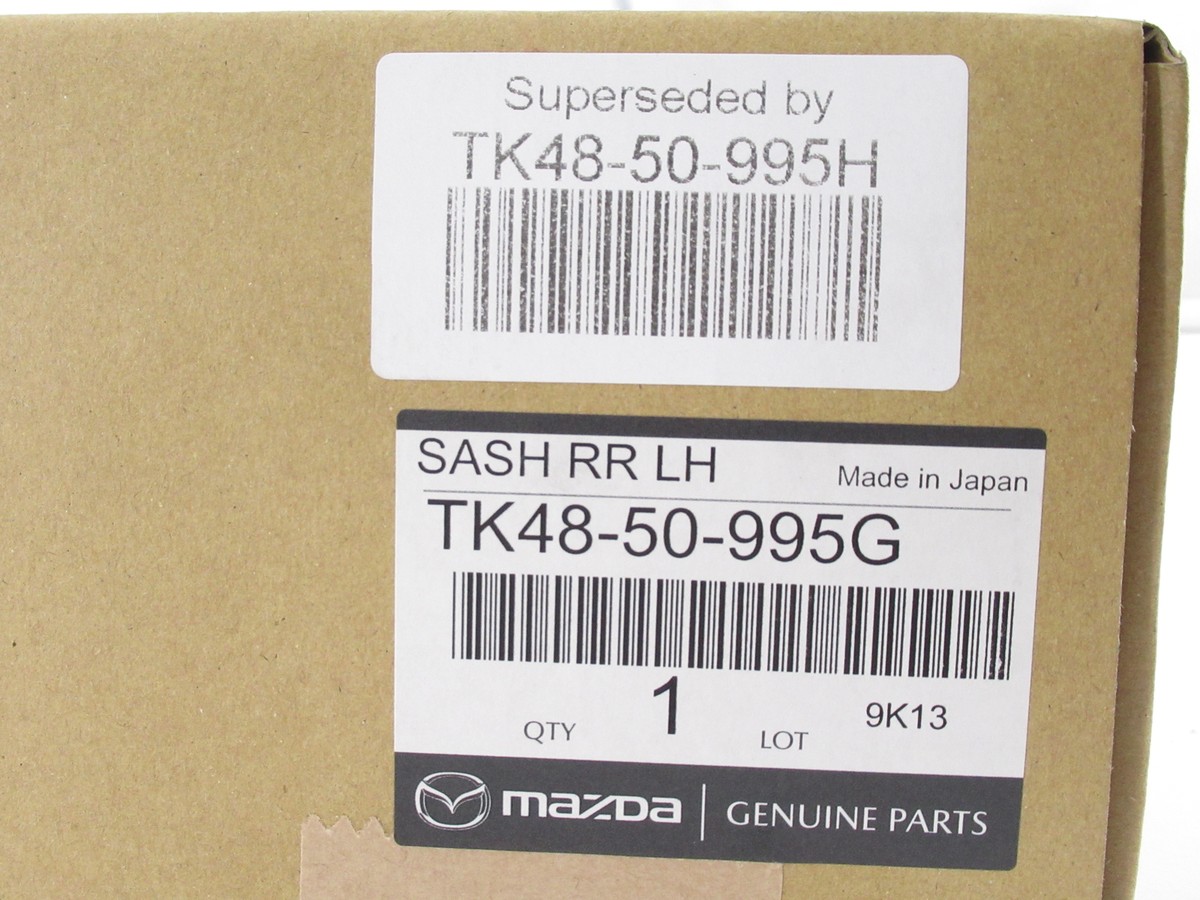 Superseded by
TK48-50-995H
SASH RR LH
Made in Japan
TK48-50-995G
QTY 1 LOT 9K13
mazda | GENUINE PARTS